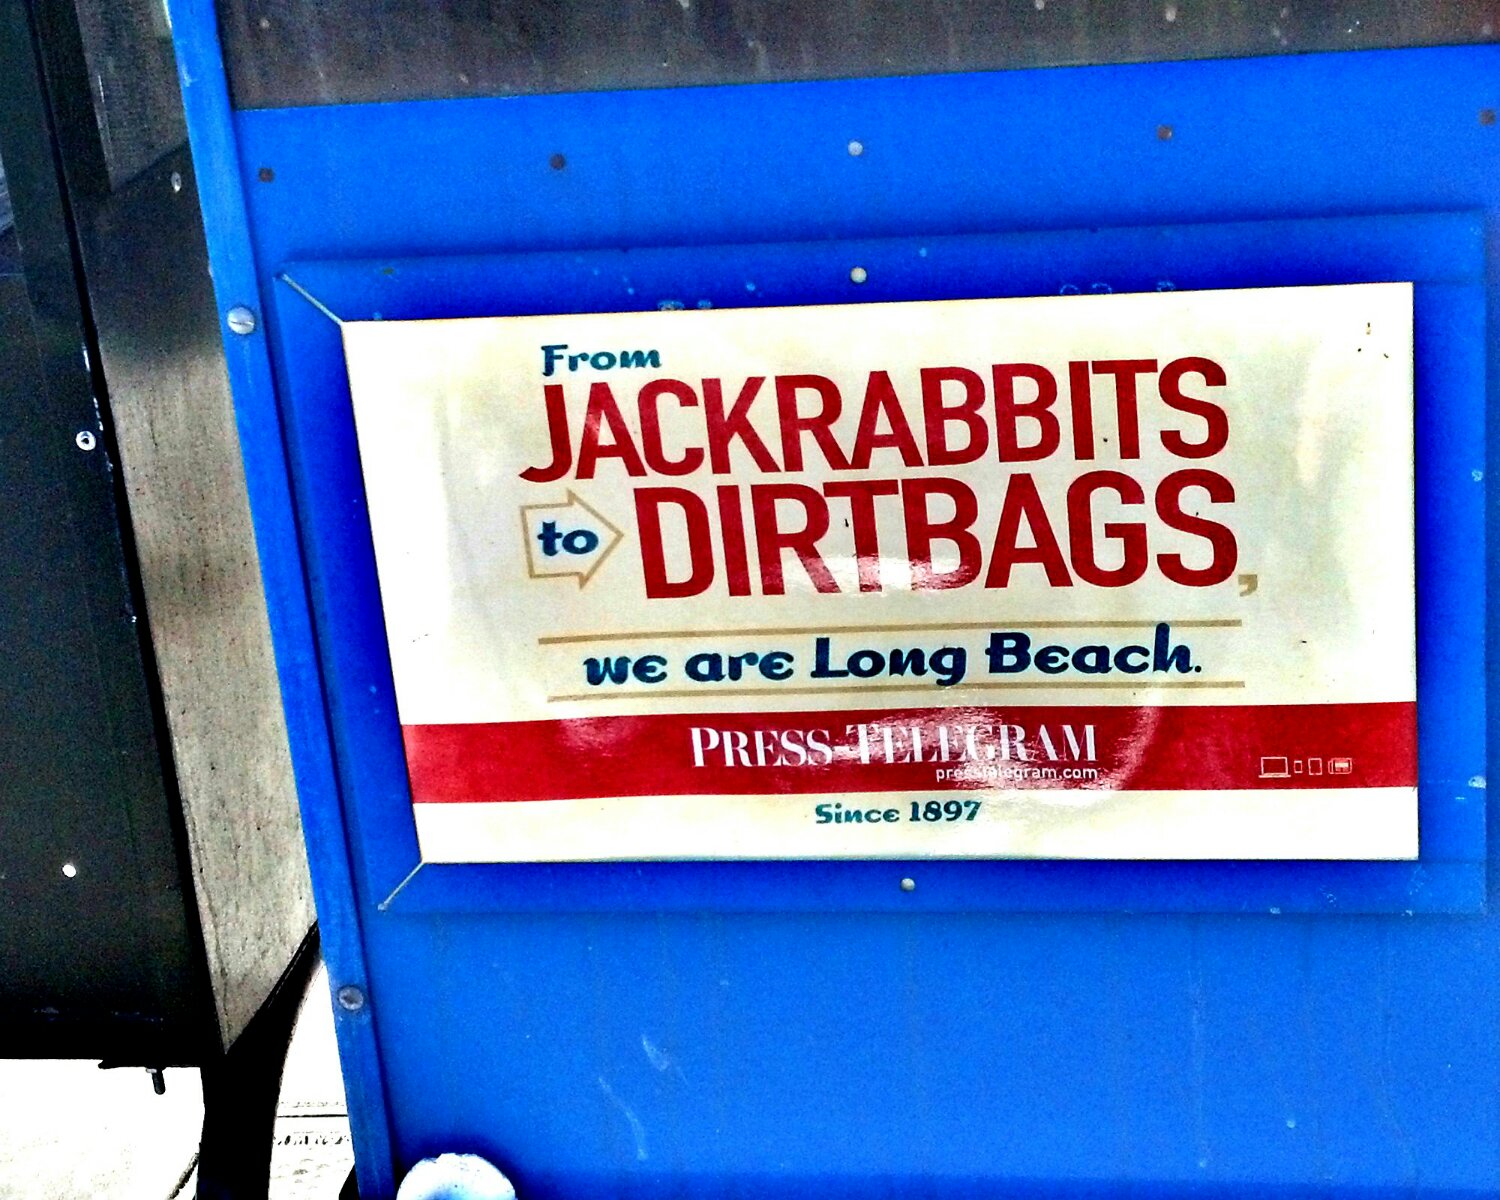 From
JACKRABBITS
to DIRTBAGS,
we are Long Beach.
PRESS-TELEGRAM
presstelegram.com
Since 1897